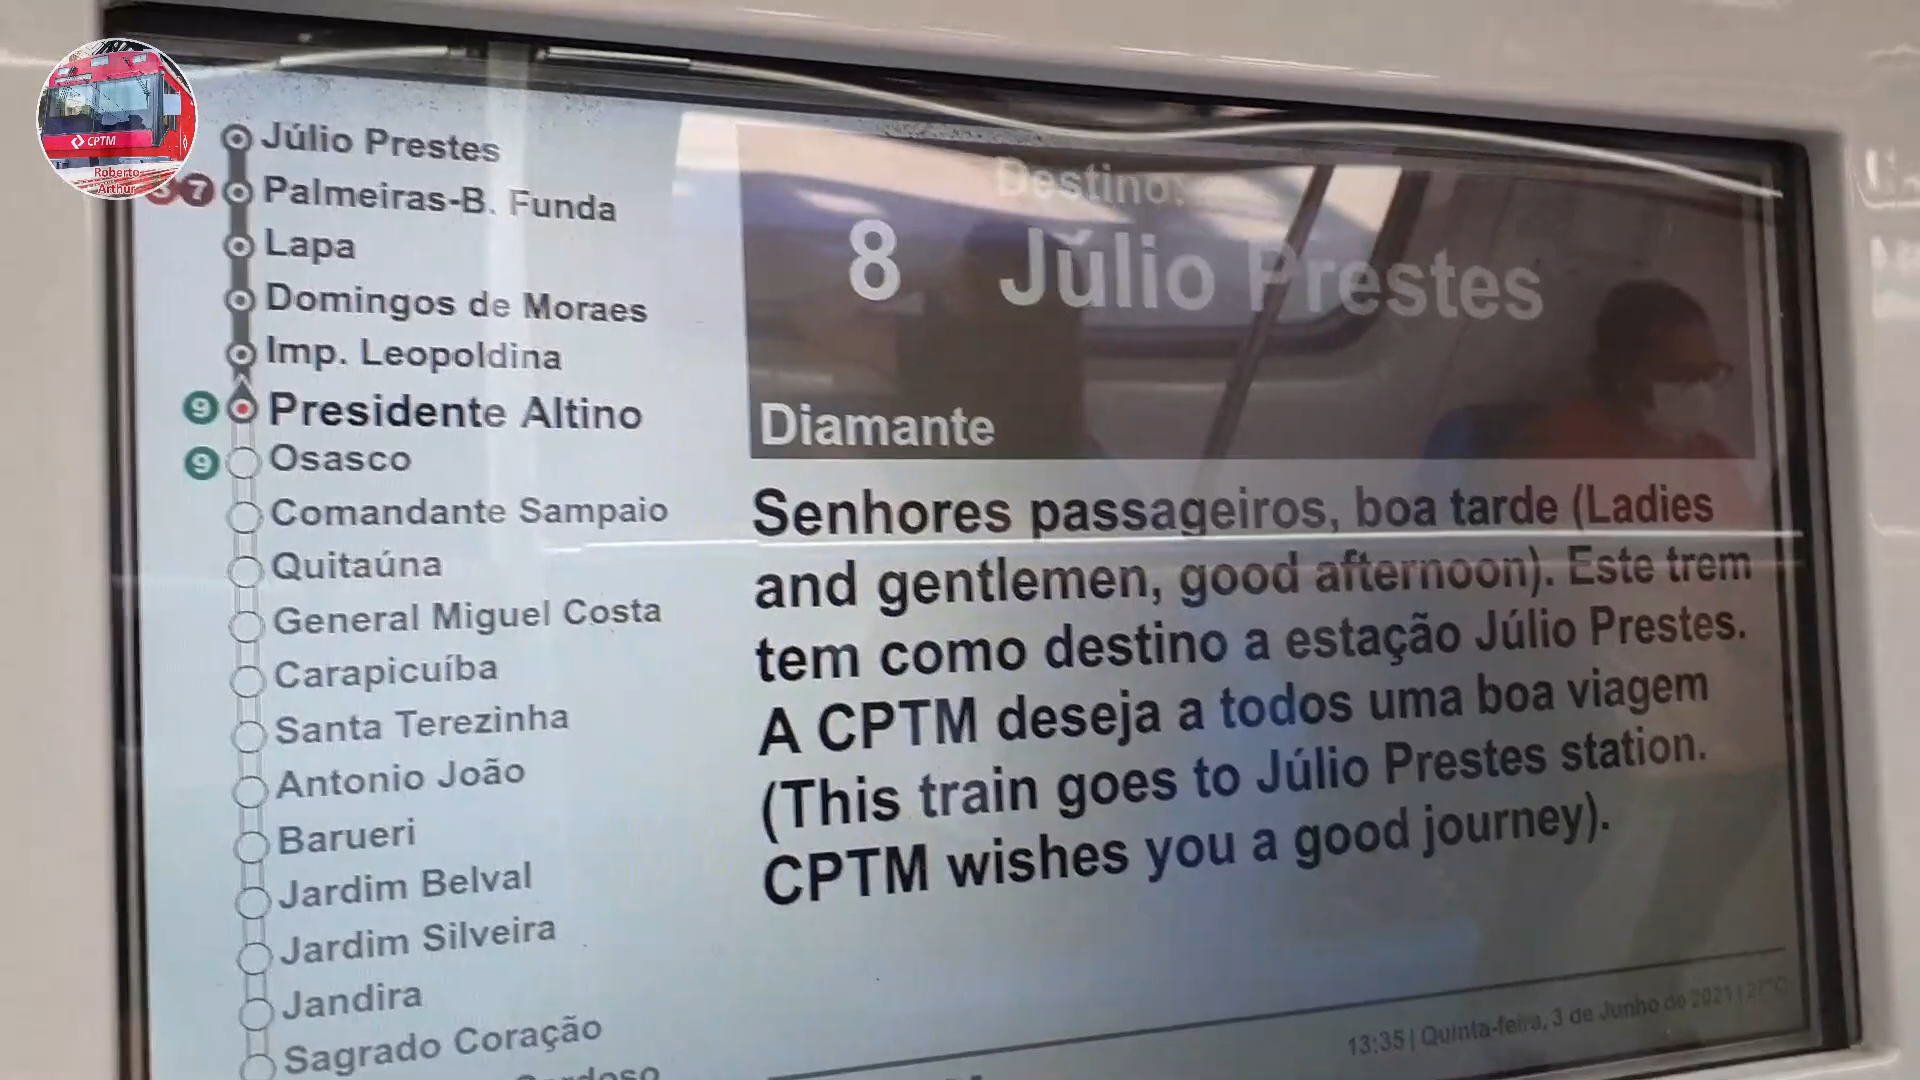 CPTM
Roberto
Arthur
Júlio Prestes
7 Palmeiras-B. Funda
Lapa
Domingos de Moraes
Imp. Leopoldina
9 Presidente Altino
9 Osasco
Comandante Sampaio
Quitaúna
General Miguel Costa
Carapicuíba
Santa Terezinha
Antonio João
Barueri
Jardim Belval
Jardim Silveira
Jandira
Sagrado Coração
Destino:
8 Júlio Prestes
Diamante
Senhores passageiros, boa tarde (Ladies
and gentlemen, good afternoon). Este trem
tem como destino a estação Júlio Prestes.
A CPTM deseja a todos uma boa viagem
(This train goes to Júlio Prestes station.
CPTM wishes you a good journey).
13:35 | Quinta-feira, 3 de Junho de 2021 | 27°C